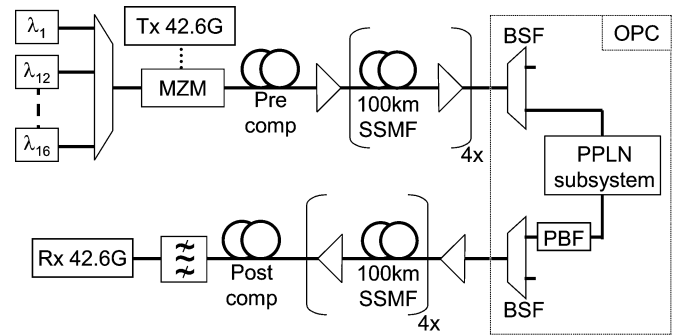 λ1
λ12
λ16
Tx 42.6G
MZM
Pre
comp
100km
SSMF
4x
BSF
OPC
PPLN
subsystem
PBF
BSF
Rx 42.6G
Post
comp
100km
SSMF
4x